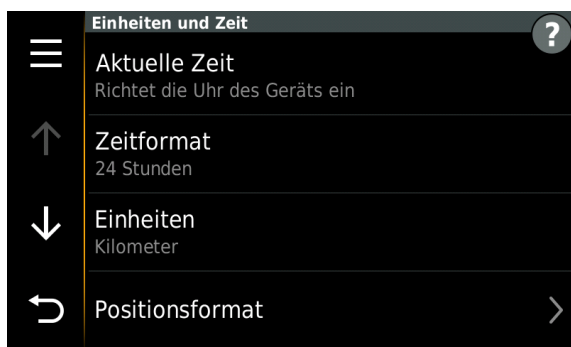 Einheiten und Zeit
?
Aktuelle Zeit
Richtet die Uhr des Geräts ein
Zeitformat
24 Stunden
Einheiten
Kilometer
Positionsformat